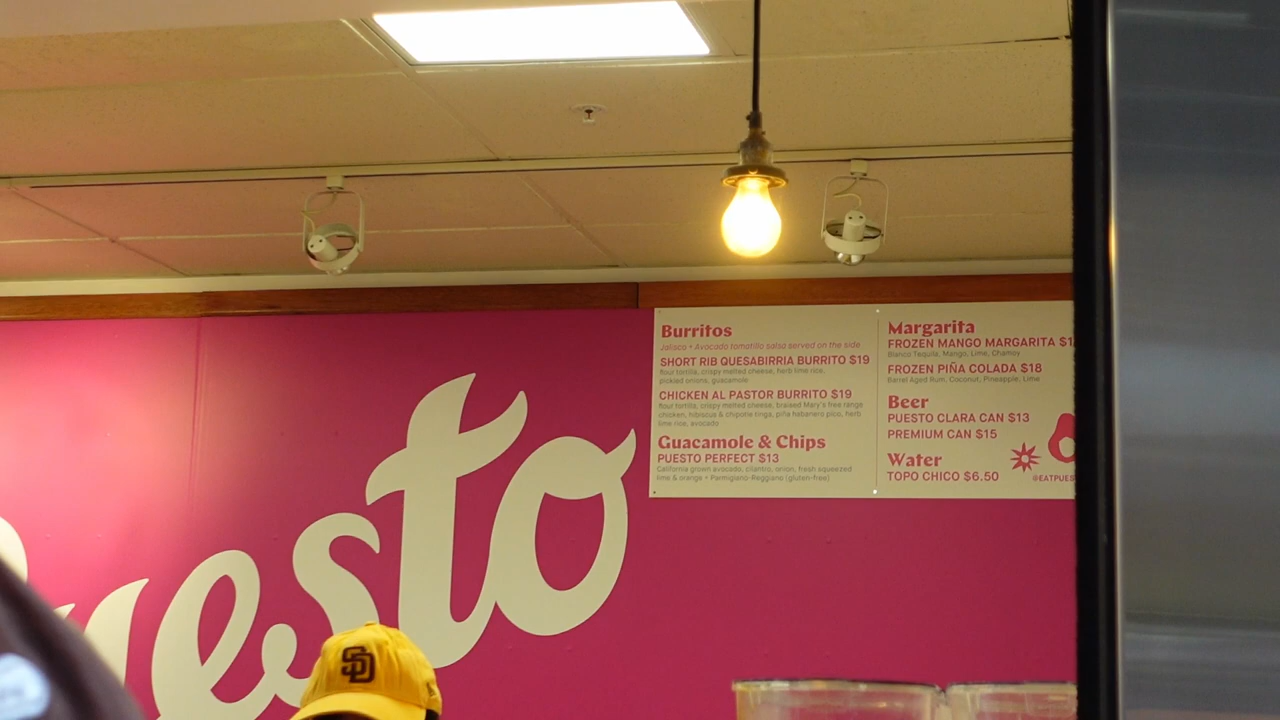 uesto
SD
Burritos
Jalisco + Avocado tomatillo salsa served on the side
SHORT RIB QUESABIRRIA BURRITO $19
flour tortilla, crispy melted cheese, herb lime rice,
pickled onions, guacamole
CHICKEN AL PASTOR BURRITO $19
flour tortilla, crispy melted cheese, braised Mary's free range
chicken, hibiscus & chipotle tinga, piña habanero pico, herb
lime rice, avocado
Guacamole & Chips
PUESTO PERFECT $13
California grown avocado, cilantro, onion, fresh squeezed
lime & orange + Parmigiano-Reggiano (gluten-free)
Margarita
FROZEN MANGO MARGARITA
Blanco Tequila, Mango, Lime, Chamoy
FROZEN PIÑA COLADA $18
Barrel Aged Rum, Coconut, Pineapple, Lime
Beer
PUESTO CLARA CAN $13
PREMIUM CAN $15
Water
TOPO CHICO $6.50
@EATPUES